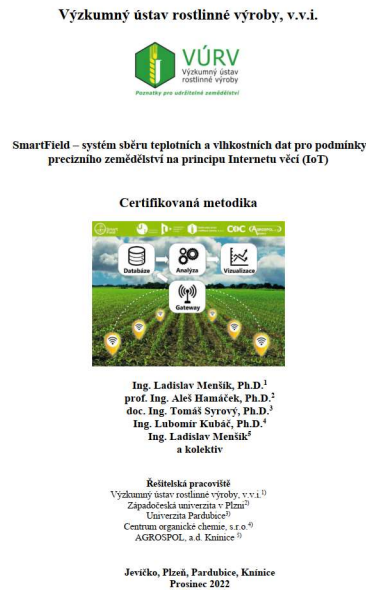 Výzkumný ústav rostlinné výroby, v.v.i.
VÚRV
Výzkumný ústav
rostlinné výroby
Poznatky pro udržitelné zemědělství
SmartField – systém sběru teplotních a vlhkostních dat pro podmínky
precizního zemědělství na principu Internetu věcí (IoT)
Certifikovaná metodika
COC
Databáze
Analýza
Vizualizace
Gateway
Ing. Ladislav Menšík, Ph.D.¹
prof. Ing. Aleš Hamáček, Ph.D.²
doc. Ing. Tomáš Syrový, Ph.D.³
Ing. Lubomír Kubáč, Ph.D.⁴
Ing. Ladislav Menšík⁵
a kolektiv
Řešitelská pracoviště
Výzkumný ústav rostlinné výroby, v.v.i.¹⁾
Západočeská univerzita v Plzni²⁾
Univerzita Pardubice³⁾
Centrum organické chemie, s.r.o.⁴⁾
AGROSPOL, a.d. Knínice ⁵⁾
Jevíčko, Plzeň, Pardubice, Knínice
Prosinec 2022